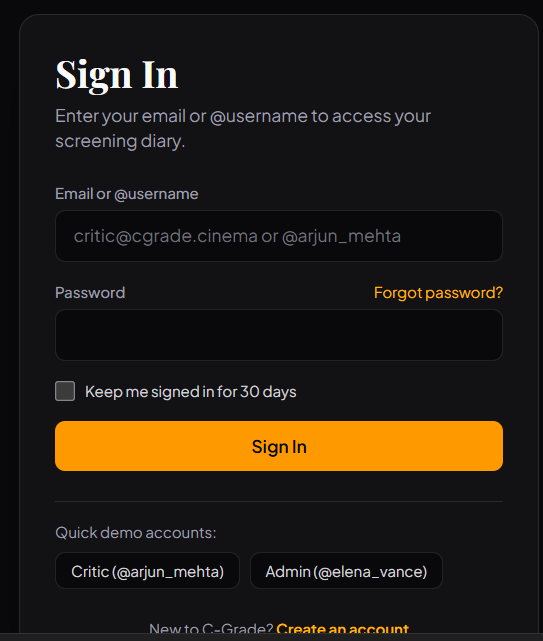 Sign In
Enter your email or @username to access your
screening diary.
Email or @username
critic@cgrade.cinema or @arjun_mehta
Password
Forgot password?
Keep me signed in for 30 days
Sign In
Quick demo accounts:
Critic (@arjun_mehta)
Admin (@elena_vance)
New to C-Grade? Create an account